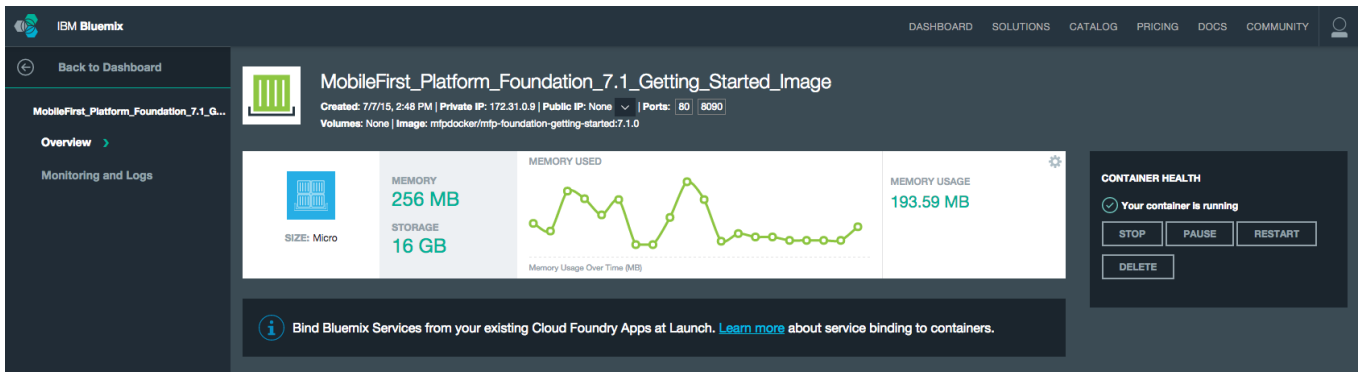 IBM Bluemix
DASHBOARD SOLUTIONS CATALOG PRICING DOCS COMMUNITY
Back to Dashboard
MobileFirst_Platform_Foundation_7.1_G...
Overview
Monitoring and Logs
MobileFirst_Platform_Foundation_7.1_Getting_Started_Image
Created: 7/7/15, 2:48 PM | Private IP: 172.31.0.9 | Public IP: None | Ports: 80 8090
Volumes: None | Image: mfpdocker/mfp-foundation-getting-started:7.1.0
SIZE: Micro
MEMORY
256 MB
STORAGE
16 GB
MEMORY USED
Memory Usage Over Time (MB)
MEMORY USAGE
193.59 MB
CONTAINER HEALTH
Your container is running
STOP PAUSE RESTART
DELETE
Bind Bluemix Services from your existing Cloud Foundry Apps at Launch. Learn more about service binding to containers.